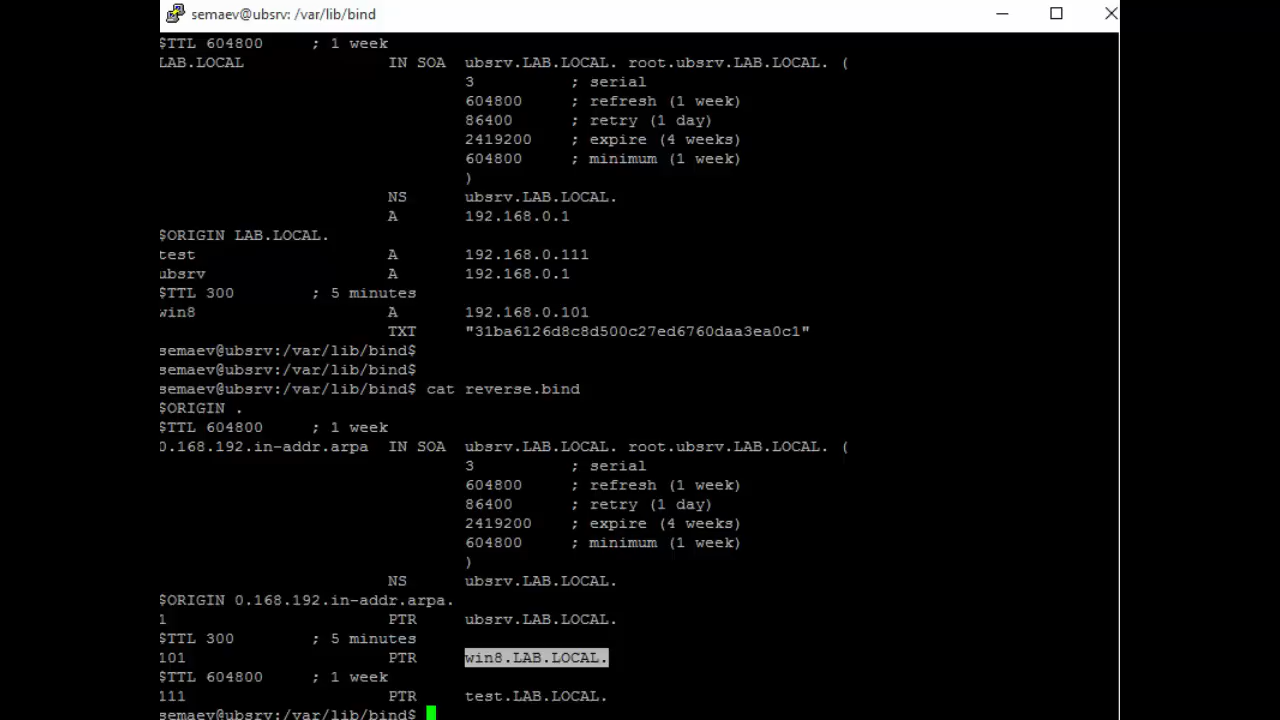 semaev@ubsrv: /var/lib/bind
$TTL 604800 ; 1 week
LAB.LOCAL IN SOA ubsrv.LAB.LOCAL. root.ubsrv.LAB.LOCAL. (
3 ; serial
604800 ; refresh (1 week)
86400 ; retry (1 day)
2419200 ; expire (4 weeks)
604800 ; minimum (1 week)
)
NS ubsrv.LAB.LOCAL.
A 192.168.0.1
$ORIGIN LAB.LOCAL.
test A 192.168.0.111
ubsrv A 192.168.0.1
$TTL 300 ; 5 minutes
win8 A 192.168.0.101
TXT "31ba6126d8c8d500c27ed6760daa3ea0c1"
semaev@ubsrv:/var/lib/bind$
semaev@ubsrv:/var/lib/bind$
semaev@ubsrv:/var/lib/bind$ cat reverse.bind
$ORIGIN .
$TTL 604800 ; 1 week
0.168.192.in-addr.arpa IN SOA ubsrv.LAB.LOCAL. root.ubsrv.LAB.LOCAL. (
3 ; serial
604800 ; refresh (1 week)
86400 ; retry (1 day)
2419200 ; expire (4 weeks)
604800 ; minimum (1 week)
)
NS ubsrv.LAB.LOCAL.
$ORIGIN 0.168.192.in-addr.arpa.
1 PTR ubsrv.LAB.LOCAL.
$TTL 300 ; 5 minutes
101 PTR win8.LAB.LOCAL.
$TTL 604800 ; 1 week
111 PTR test.LAB.LOCAL.
semaev@ubsrv:/var/lib/bind$